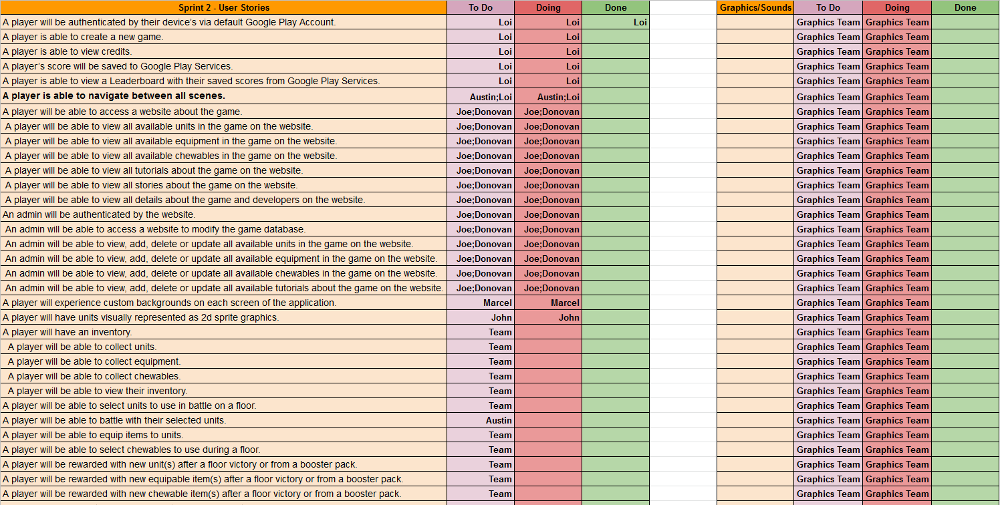 Sprint 2 - User Stories To Do Doing Done Graphics/Sounds To Do Doing Done
A player will be authenticated by their device's via default Google Play Account. Loi Loi Loi Graphics Team Graphics Team
A player is able to create a new game. Loi Loi Graphics Team Graphics Team
A player is able to view credits. Loi Loi Graphics Team Graphics Team
A player's score will be saved to Google Play Services. Loi Loi Graphics Team Graphics Team
A player is able to view a Leaderboard with their saved scores from Google Play Services. Loi Loi Graphics Team Graphics Team
A player is able to navigate between all scenes. Austin;Loi Austin;Loi Graphics Team Graphics Team
A player will be able to access a website about the game. Joe;Donovan Joe;Donovan Graphics Team Graphics Team
A player will be able to view all available units in the game on the website. Joe;Donovan Joe;Donovan Graphics Team Graphics Team
A player will be able to view all available equipment in the game on the website. Joe;Donovan Joe;Donovan Graphics Team Graphics Team
A player will be able to view all available chewables in the game on the website. Joe;Donovan Joe;Donovan Graphics Team Graphics Team
A player will be able to view all tutorials about the game on the website. Joe;Donovan Joe;Donovan Graphics Team Graphics Team
A player will be able to view all stories about the game on the website. Joe;Donovan Joe;Donovan Graphics Team Graphics Team
A player will be able to view all details about the game and developers on the website. Joe;Donovan Joe;Donovan Graphics Team Graphics Team
An admin will be authenticated by the website. Joe;Donovan Joe;Donovan Graphics Team Graphics Team
An admin will be able to access a website to modify the game database. Joe;Donovan Joe;Donovan Graphics Team Graphics Team
An admin will be able to view, add, delete or update all available units in the game on the website. Joe;Donovan Joe;Donovan Graphics Team Graphics Team
An admin will be able to view, add, delete or update all available equipment in the game on the website. Joe;Donovan Joe;Donovan Graphics Team Graphics Team
An admin will be able to view, add, delete or update all available chewables in the game on the website. Joe;Donovan Joe;Donovan Graphics Team Graphics Team
An admin will be able to view, add, delete or update all available tutorials about the game on the website. Joe;Donovan Joe;Donovan Graphics Team Graphics Team
A player will experience custom backgrounds on each screen of the application. Marcel Marcel Graphics Team Graphics Team
A player will have units visually represented as 2d sprite graphics. John John Graphics Team Graphics Team
A player will have an inventory. Team Graphics Team Graphics Team
A player will be able to collect units. Team Graphics Team Graphics Team
A player will be able to collect equipment. Team Graphics Team Graphics Team
A player will be able to collect chewables. Team Graphics Team Graphics Team
A player will be able to view their inventory. Team Graphics Team Graphics Team
A player will be able to select units to use in battle on a floor. Team Graphics Team Graphics Team
A player will be able to battle with their selected units. Austin Graphics Team Graphics Team
A player will be able to equip items to units. Team Graphics Team Graphics Team
A player will be able to select chewables to use during a floor. Team Graphics Team Graphics Team
A player will be rewarded with new unit(s) after a floor victory or from a booster pack. Team Graphics Team Graphics Team
A player will be rewarded with new equipable item(s) after a floor victory or from a booster pack. Team Graphics Team Graphics Team
A player will be rewarded with new chewable item(s) after a floor victory or from a booster pack. Team Graphics Team Graphics Team